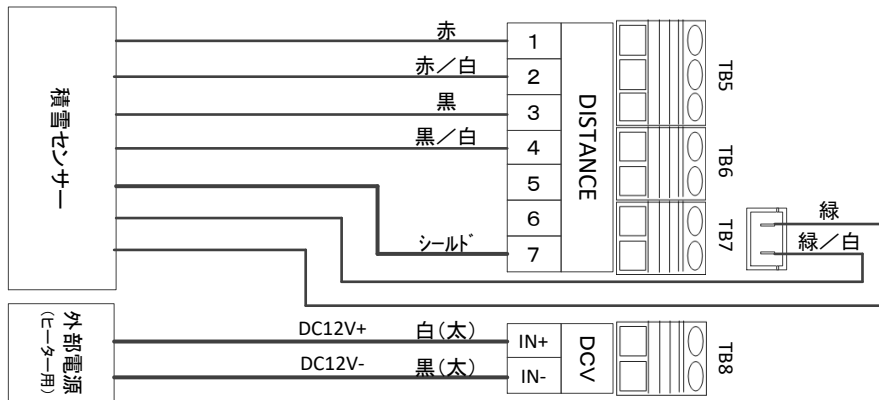 積雪センサー
赤
赤／白
黒
黒／白
シールド
1
2
3
4
5
6
7
DISTANCE
TB5
TB6
TB7
緑
緑／白
外部電源
(ヒーター用)
DC12V+
白(太)
DC12V-
黒(太)
IN+
IN-
DCV
TB8